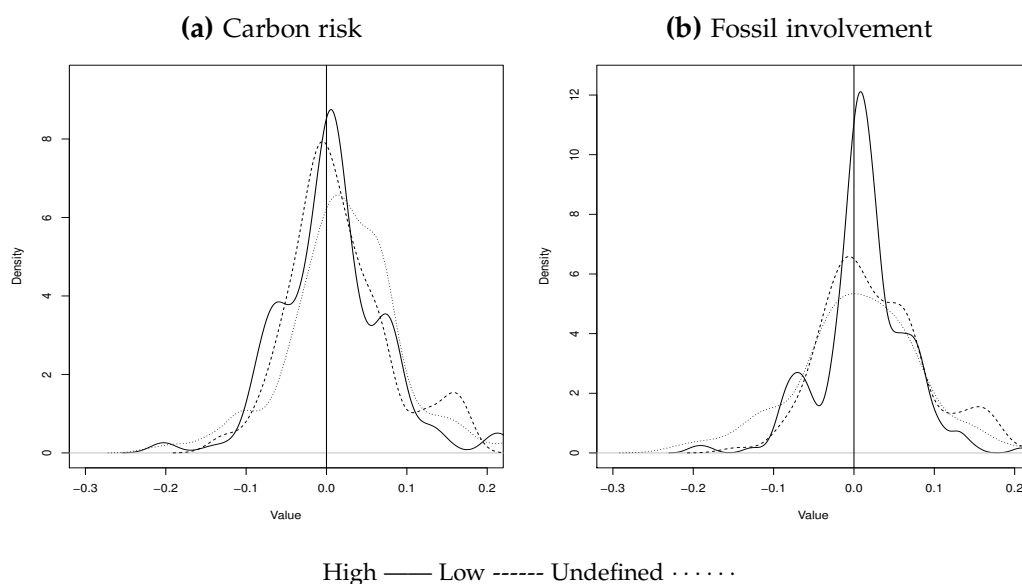 (a) Carbon risk
(b) Fossil involvement
Density
8
6
4
2
0
−0.3 −0.2 −0.1 0.0 0.1 0.2
Value
Density
12
10
8
6
4
2
0
−0.3 −0.2 −0.1 0.0 0.1 0.2
Value
High —— Low ------ Undefined · · · · · ·